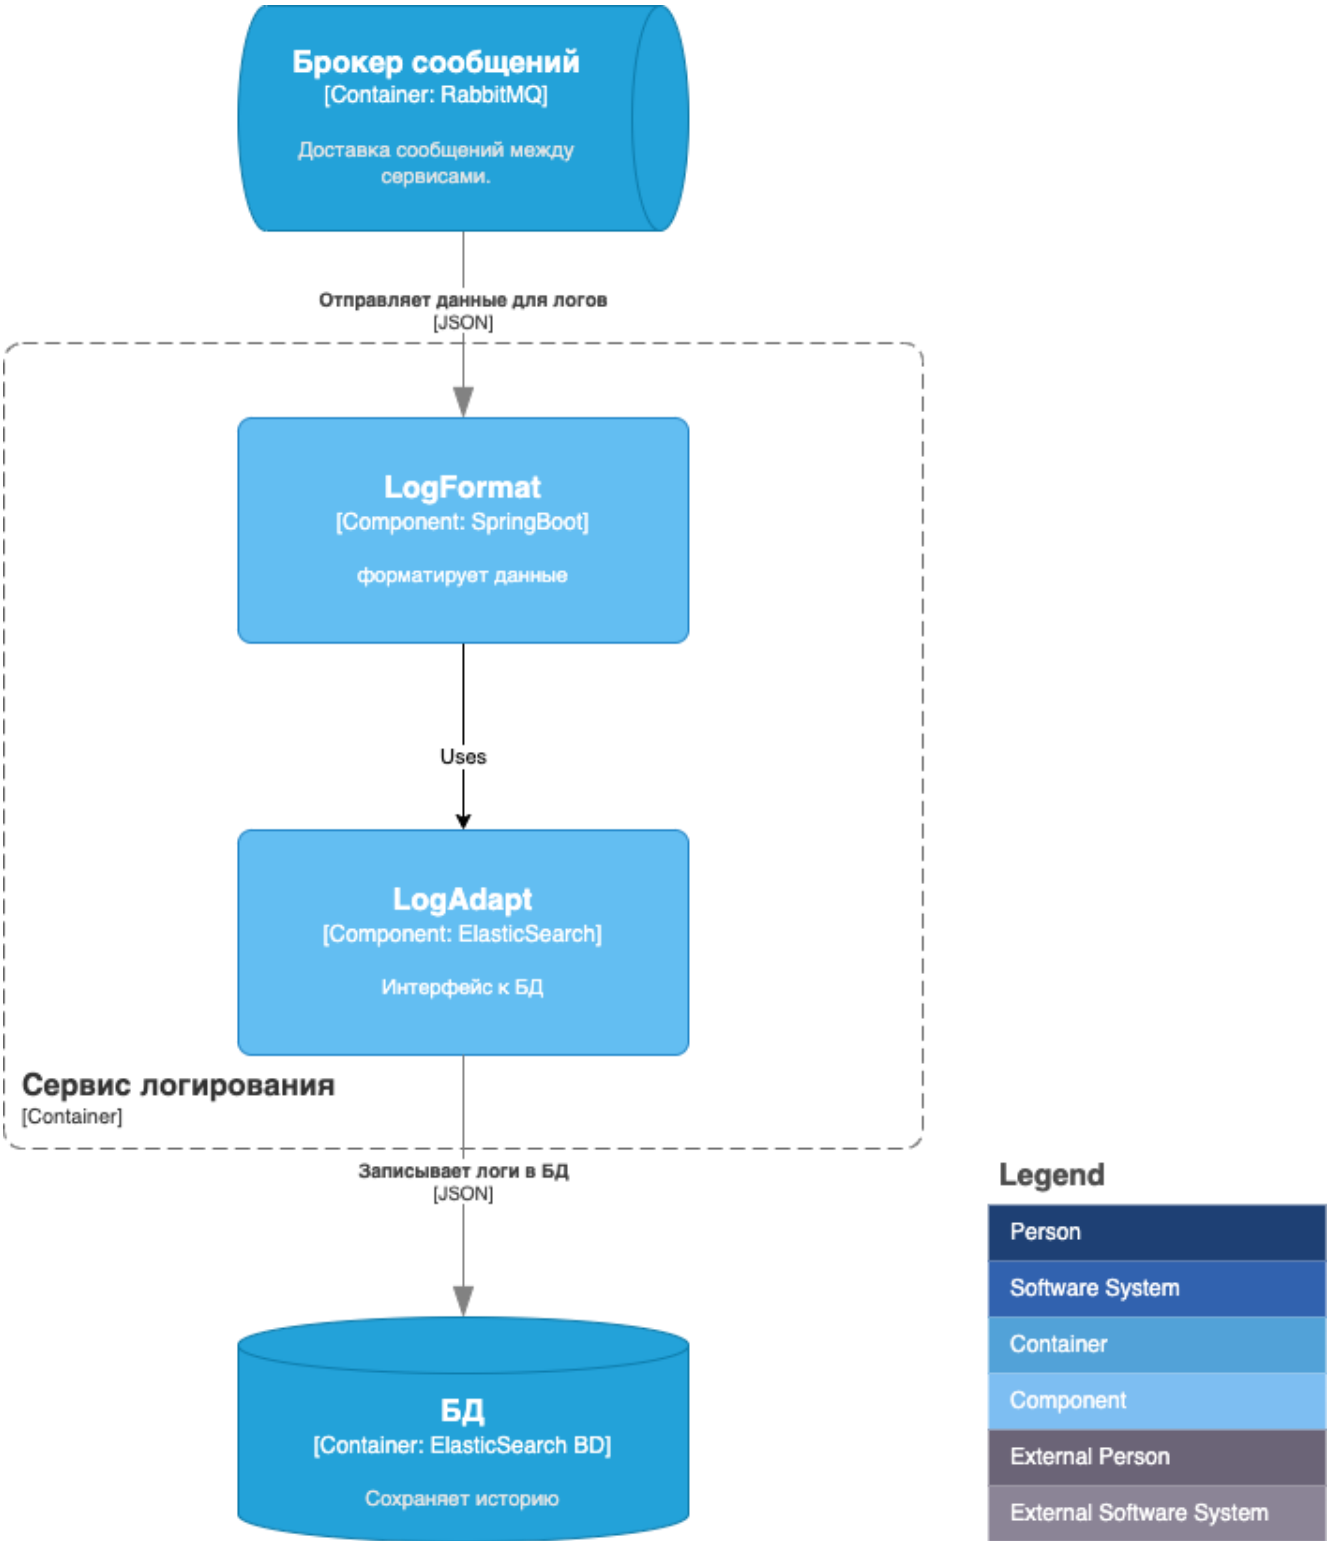 Брокер сообщений
[Container: RabbitMQ]
Доставка сообщений между
сервисами.
Отправляет данные для логов
[JSON]
LogFormat
[Component: SpringBoot]
форматирует данные
Uses
LogAdapt
[Component: ElasticSearch]
Интерфейс к БД
Сервис логирования
[Container]
Записывает логи в БД
[JSON]
БД
[Container: ElasticSearch BD]
Сохраняет историю
Legend
Person
Software System
Container
Component
External Person
External Software System